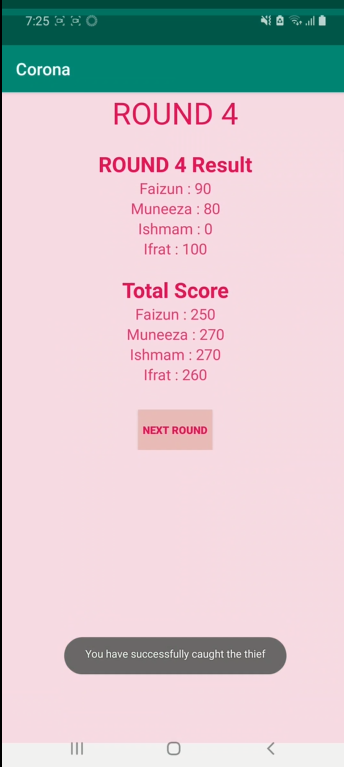 7:25
Corona
ROUND 4
ROUND 4 Result
Faizun : 90
Muneeza : 80
Ishmam : 0
Ifrat : 100
Total Score
Faizun : 250
Muneeza : 270
Ishmam : 270
Ifrat : 260
NEXT ROUND
You have successfully caught the thief